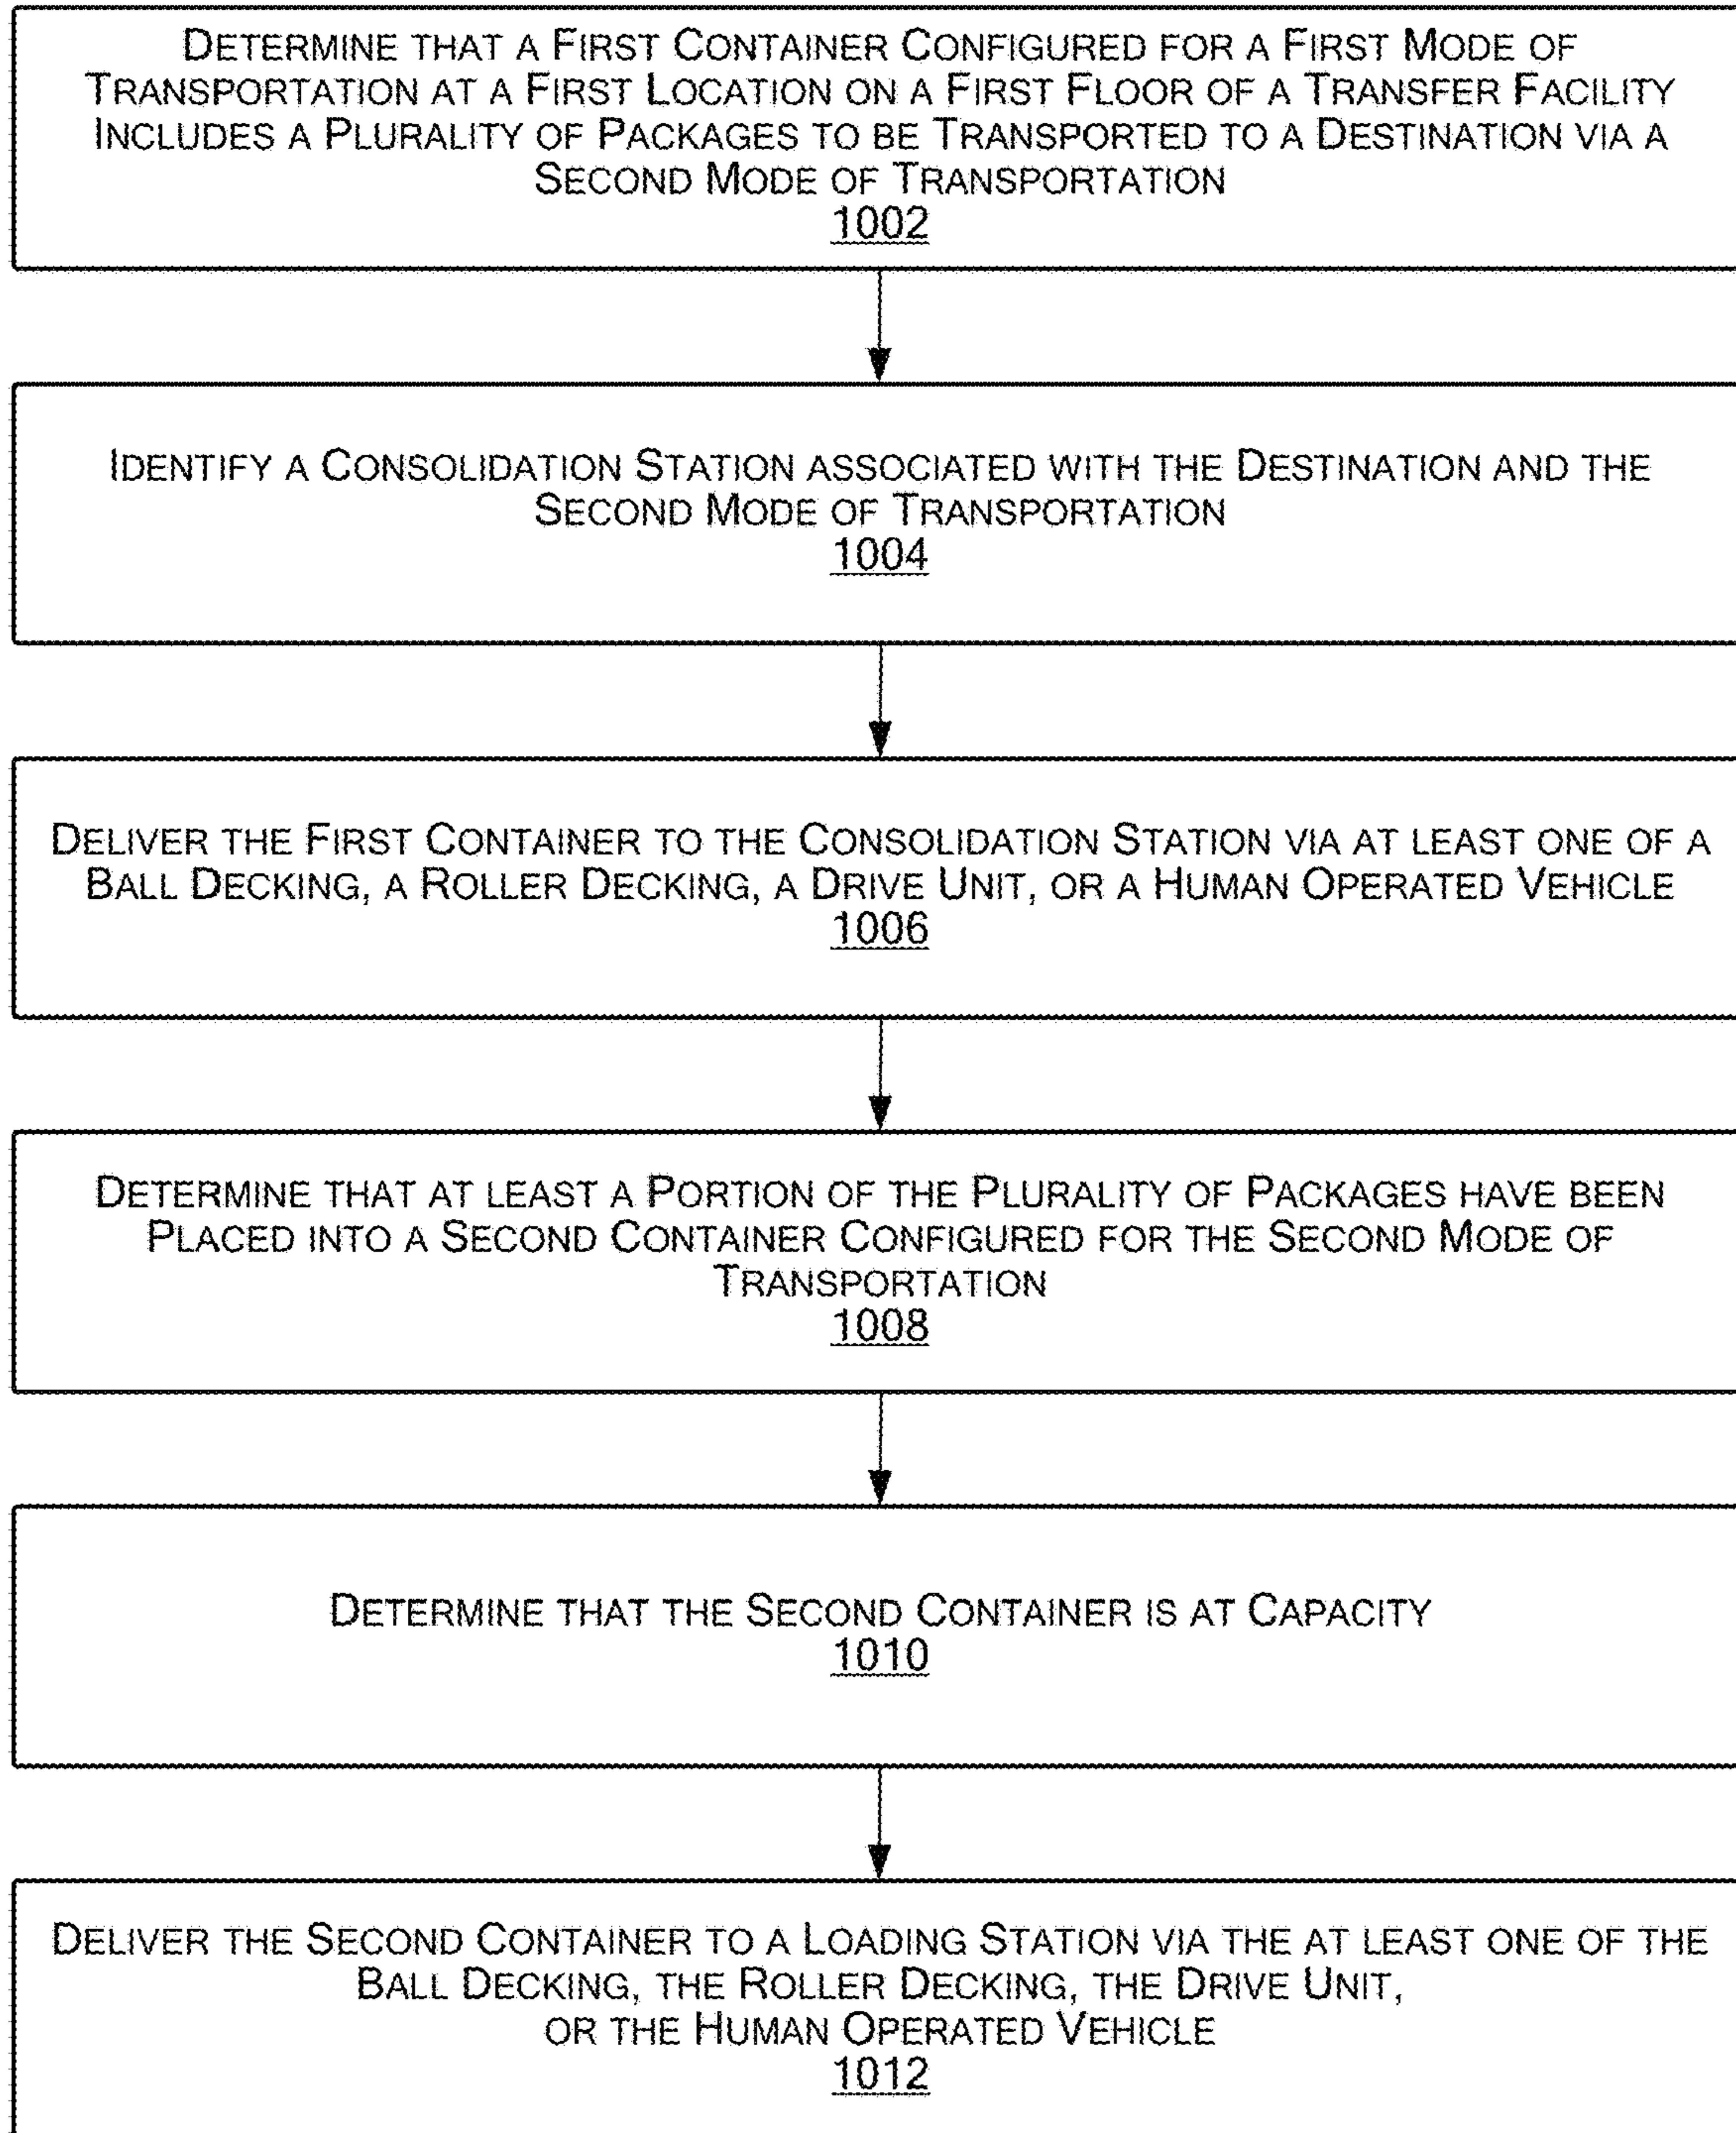 DETERMINE THAT A FIRST CONTAINER CONFIGURED FOR A FIRST MODE OF
TRANSPORTATION AT A FIRST LOCATION ON A FIRST FLOOR OF A TRANSFER FACILITY
INCLUDES A PLURALITY OF PACKAGES TO BE TRANSPORTED TO A DESTINATION VIA A
SECOND MODE OF TRANSPORTATION
1002
IDENTIFY A CONSOLIDATION STATION ASSOCIATED WITH THE DESTINATION AND THE
SECOND MODE OF TRANSPORTATION
1004
DELIVER THE FIRST CONTAINER TO THE CONSOLIDATION STATION VIA AT LEAST ONE OF A
BALL DECKING, A ROLLER DECKING, A DRIVE UNIT, OR A HUMAN OPERATED VEHICLE
1006
DETERMINE THAT AT LEAST A PORTION OF THE PLURALITY OF PACKAGES HAVE BEEN
PLACED INTO A SECOND CONTAINER CONFIGURED FOR THE SECOND MODE OF
TRANSPORTATION
1008
DETERMINE THAT THE SECOND CONTAINER IS AT CAPACITY
1010
DELIVER THE SECOND CONTAINER TO A LOADING STATION VIA THE AT LEAST ONE OF THE
BALL DECKING, THE ROLLER DECKING, THE DRIVE UNIT,
OR THE HUMAN OPERATED VEHICLE
1012